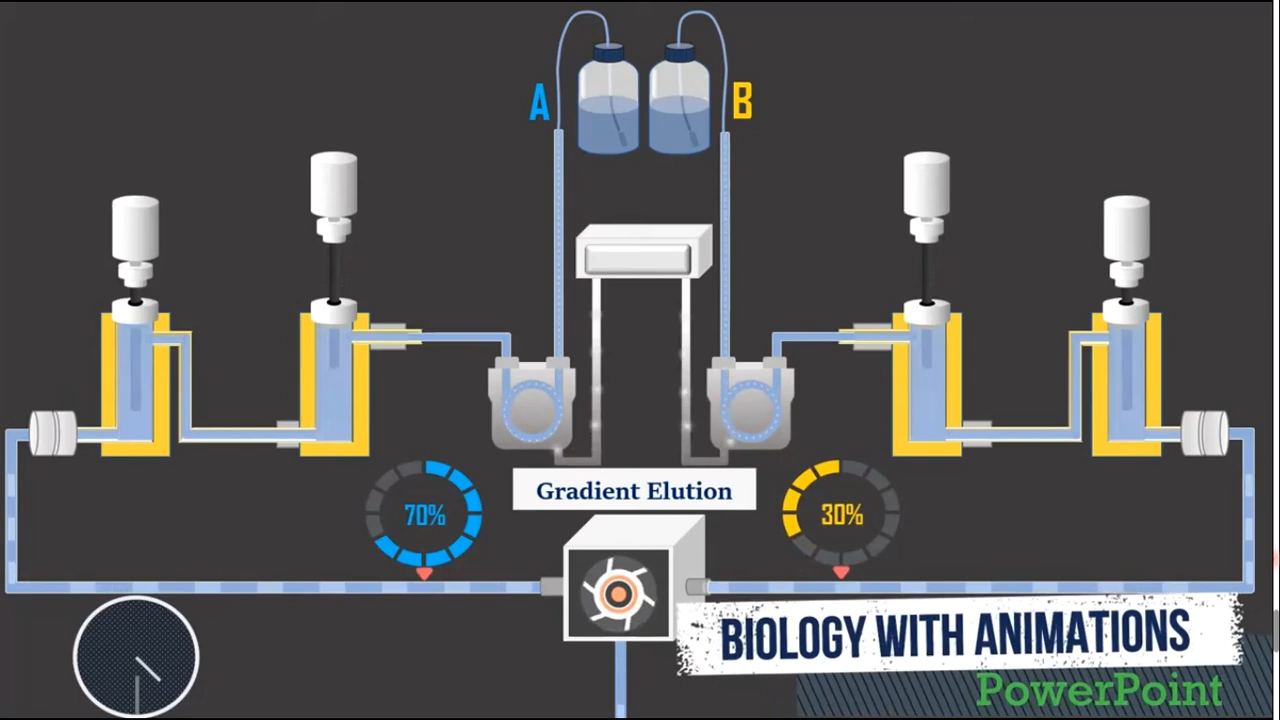 A
B
Gradient Elution
70%
30%
BIOLOGY WITH ANIMATIONS
PowerPoint